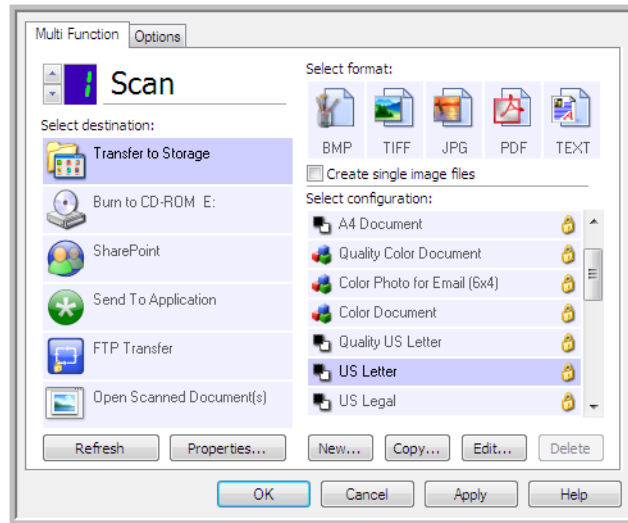 Multi Function
Options
1 Scan
Select destination:
Transfer to Storage
Burn to CD-ROM E:
SharePoint
Send To Application
FTP Transfer
Open Scanned Document(s)
Refresh
Properties...
Select format:
BMP TIFF JPG PDF TEXT
Create single image files
Select configuration:
A4 Document
Quality Color Document
Color Photo for Email (6x4)
Color Document
Quality US Letter
US Letter
US Legal
New... Copy... Edit... Delete
OK Cancel Apply Help